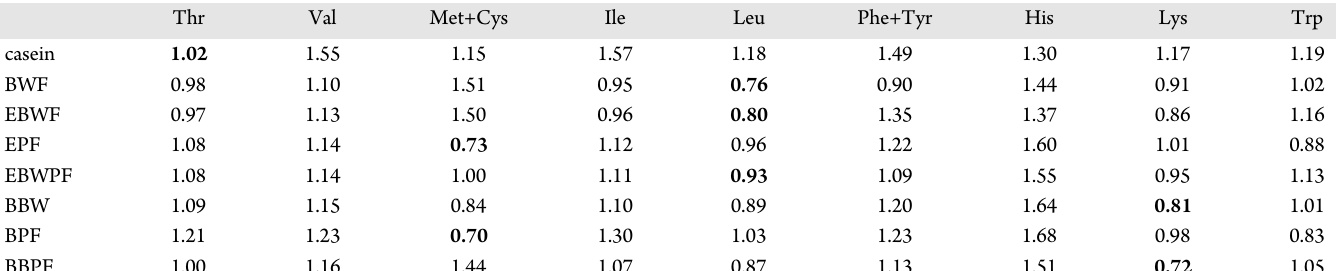 Thr Val Met+Cys Ile Leu Phe+Tyr His Lys Trp
casein 1.02 1.55 1.15 1.57 1.18 1.49 1.30 1.17 1.19
BWF 0.98 1.10 1.51 0.95 0.76 0.90 1.44 0.91 1.02
EBWF 0.97 1.13 1.50 0.96 0.80 1.35 1.37 0.86 1.16
EPF 1.08 1.14 0.73 1.12 0.96 1.22 1.60 1.01 0.88
EBWPF 1.08 1.14 1.00 1.11 0.93 1.09 1.55 0.95 1.13
BBW 1.09 1.15 0.84 1.10 0.89 1.20 1.64 0.81 1.01
BPF 1.21 1.23 0.70 1.30 1.03 1.23 1.68 0.98 0.83
BBPF 1.00 1.16 1.44 1.07 0.87 1.13 1.51 0.72 1.05